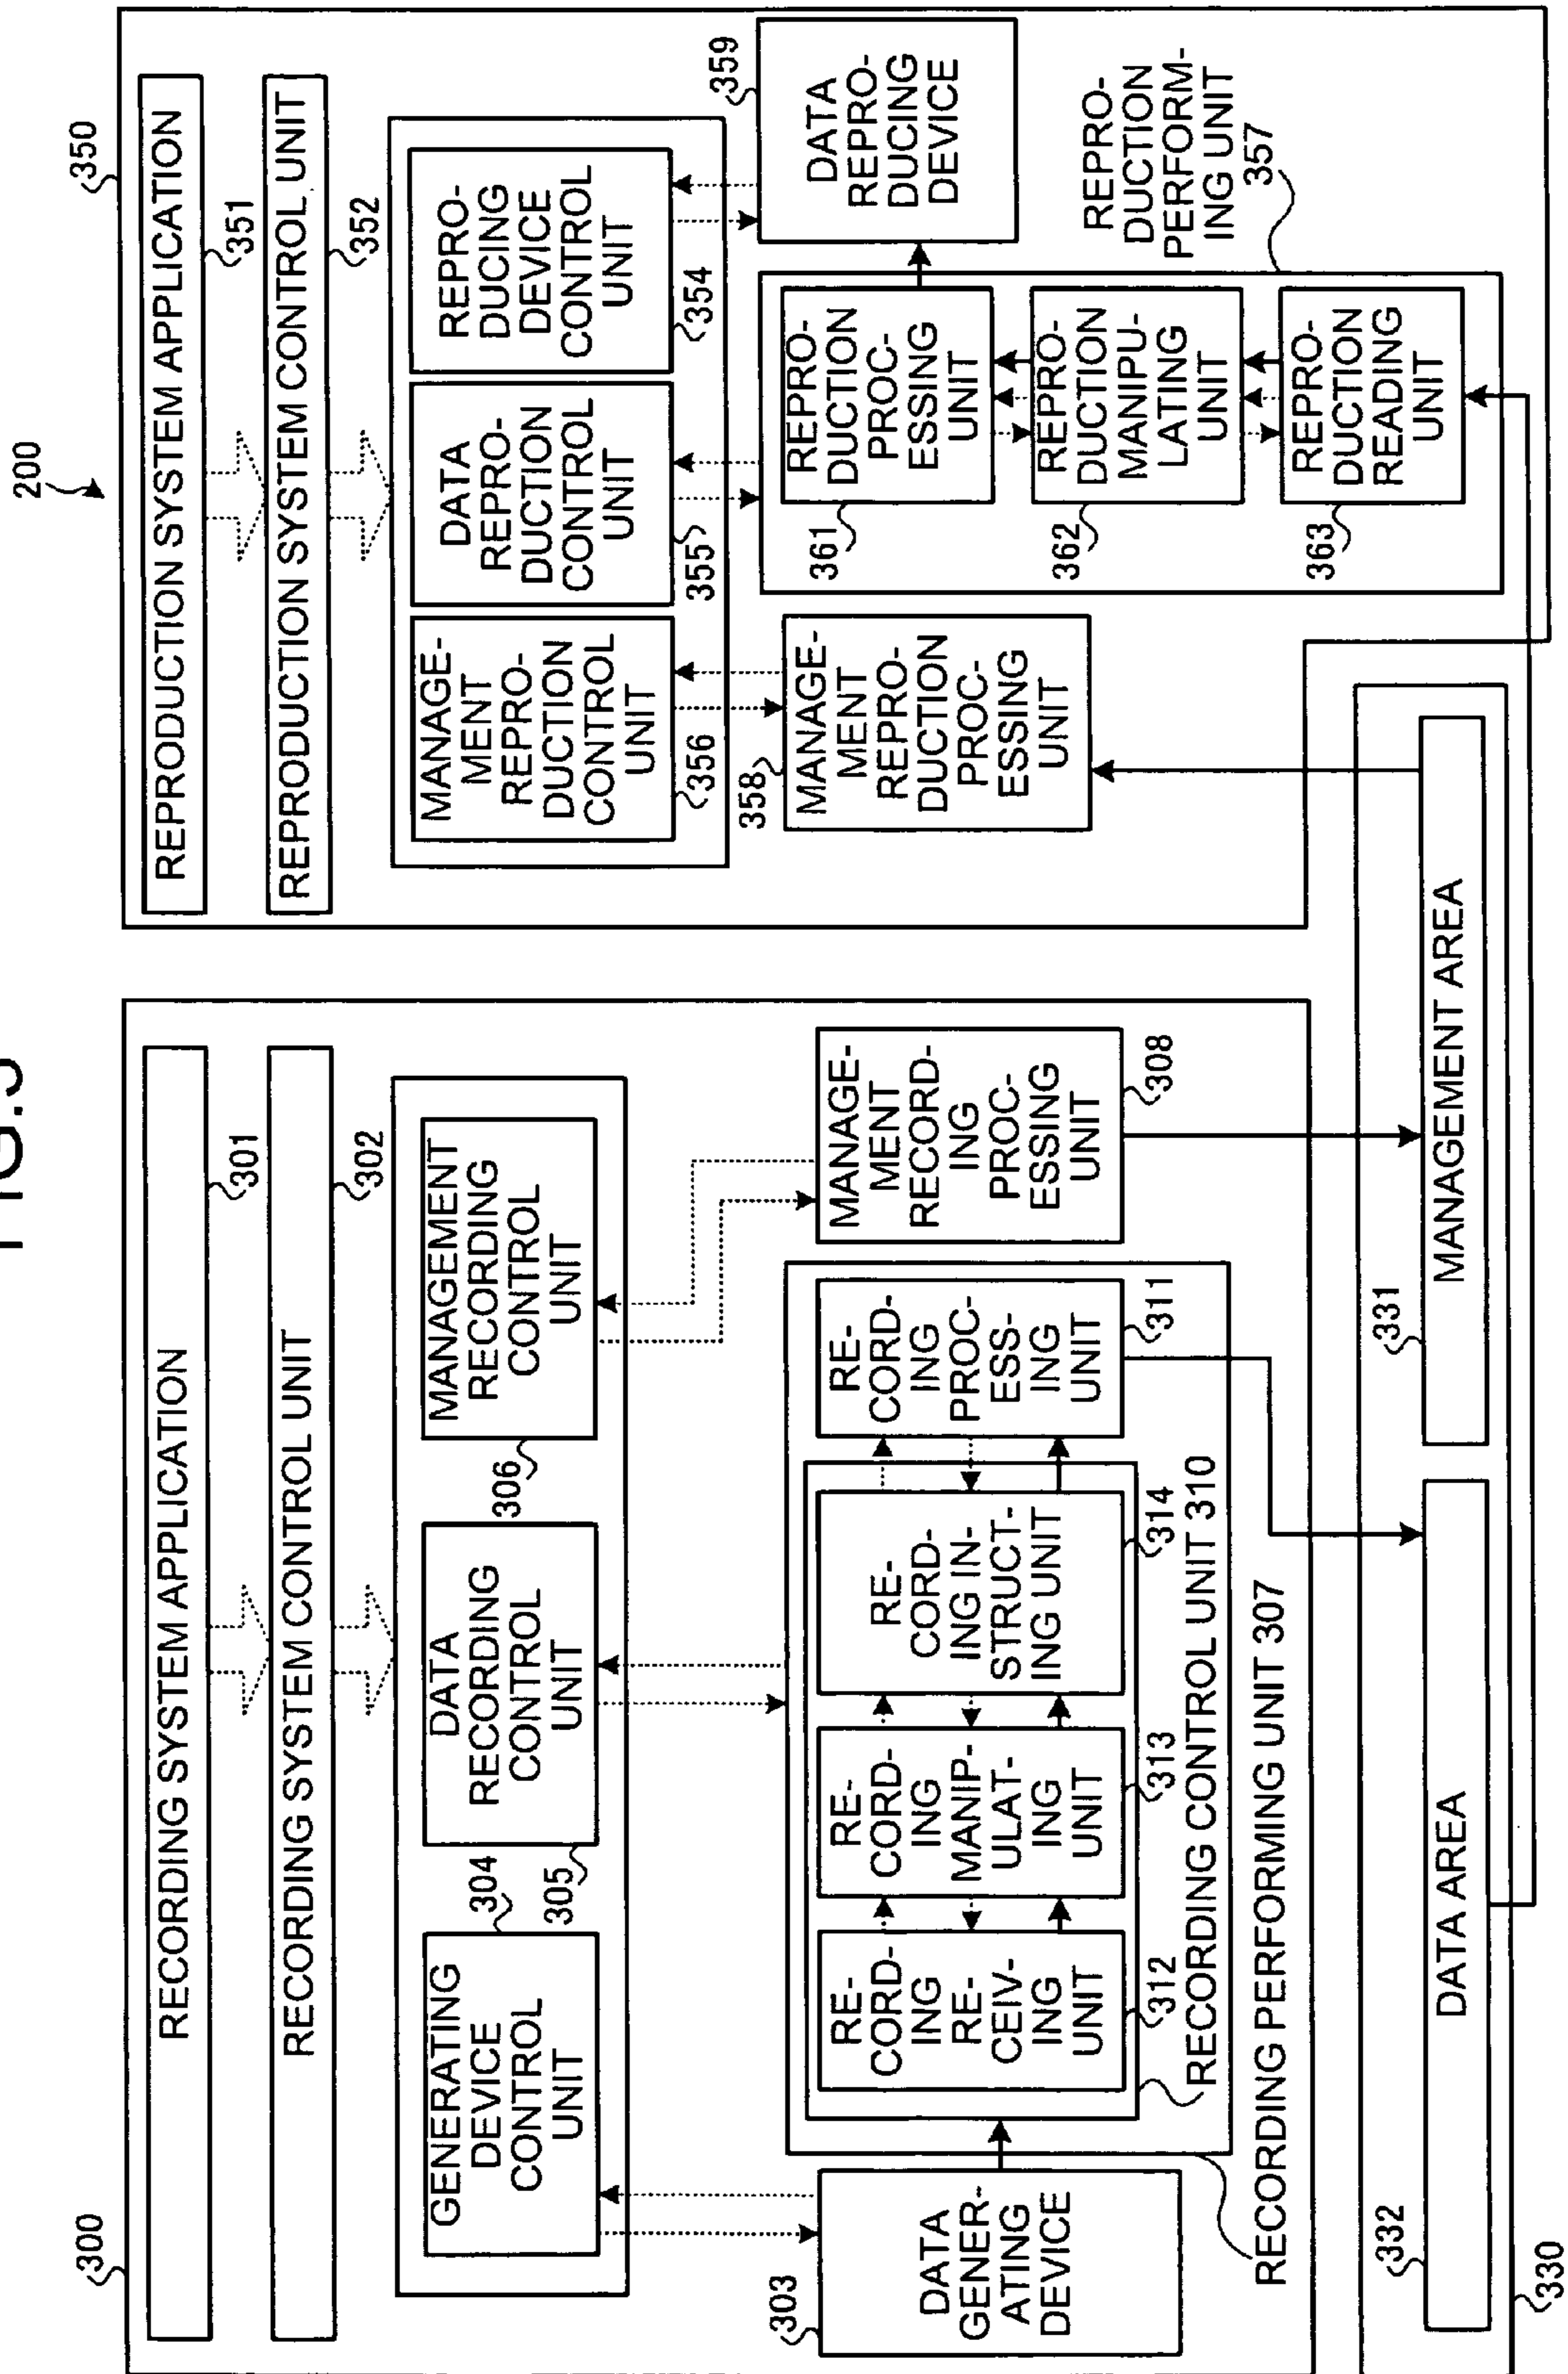 FIG.3
200
300
RECORDING SYSTEM APPLICATION
301
RECORDING SYSTEM CONTROL UNIT
302
GENERATING
DEVICE
CONTROL
UNIT
304
DATA
RECORDING
CONTROL
UNIT
305
MANAGEMENT
RECORDING
CONTROL
UNIT
306
303
DATA
GENER-
ATING
DEVICE
RE-
CORD-
ING
RE-
CEIV-
ING
UNIT
312
RE-
CORD-
ING
MANIP-
ULAT-
ING
UNIT
313
RE-
CORD-
ING IN-
STRUCT-
ING UNIT
314
RE-
CORD-
ING
PROC-
ESS-
ING
UNIT
311
MANAGE-
MENT
RECORD-
ING
PROC-
ESSING
UNIT
308
RECORDING CONTROL UNIT 310
RECORDING PERFORMING UNIT 307
332
DATA AREA
331
MANAGEMENT AREA
330
350
REPRODUCTION SYSTEM APPLICATION
351
REPRODUCTION SYSTEM CONTROL UNIT
352
MANAGE-
MENT
REPRO-
DUCTION
CONTROL
UNIT
356
DATA
REPRO-
DUCTION
CONTROL
UNIT
355
REPRO-
DUCING
DEVICE
CONTROL
UNIT
354
358
MANAGE-
MENT
REPRO-
DUCTION
PROC-
ESSING
UNIT
361
REPRO-
DUCTION
PROC-
ESSING
UNIT
362
REPRO-
DUCTION
MANIPU-
LATING
UNIT
363
REPRO-
DUCTION
READING
UNIT
359
DATA
REPRO-
DUCING
DEVICE
REPRO-
DUCTION
PERFORM-
ING UNIT
357